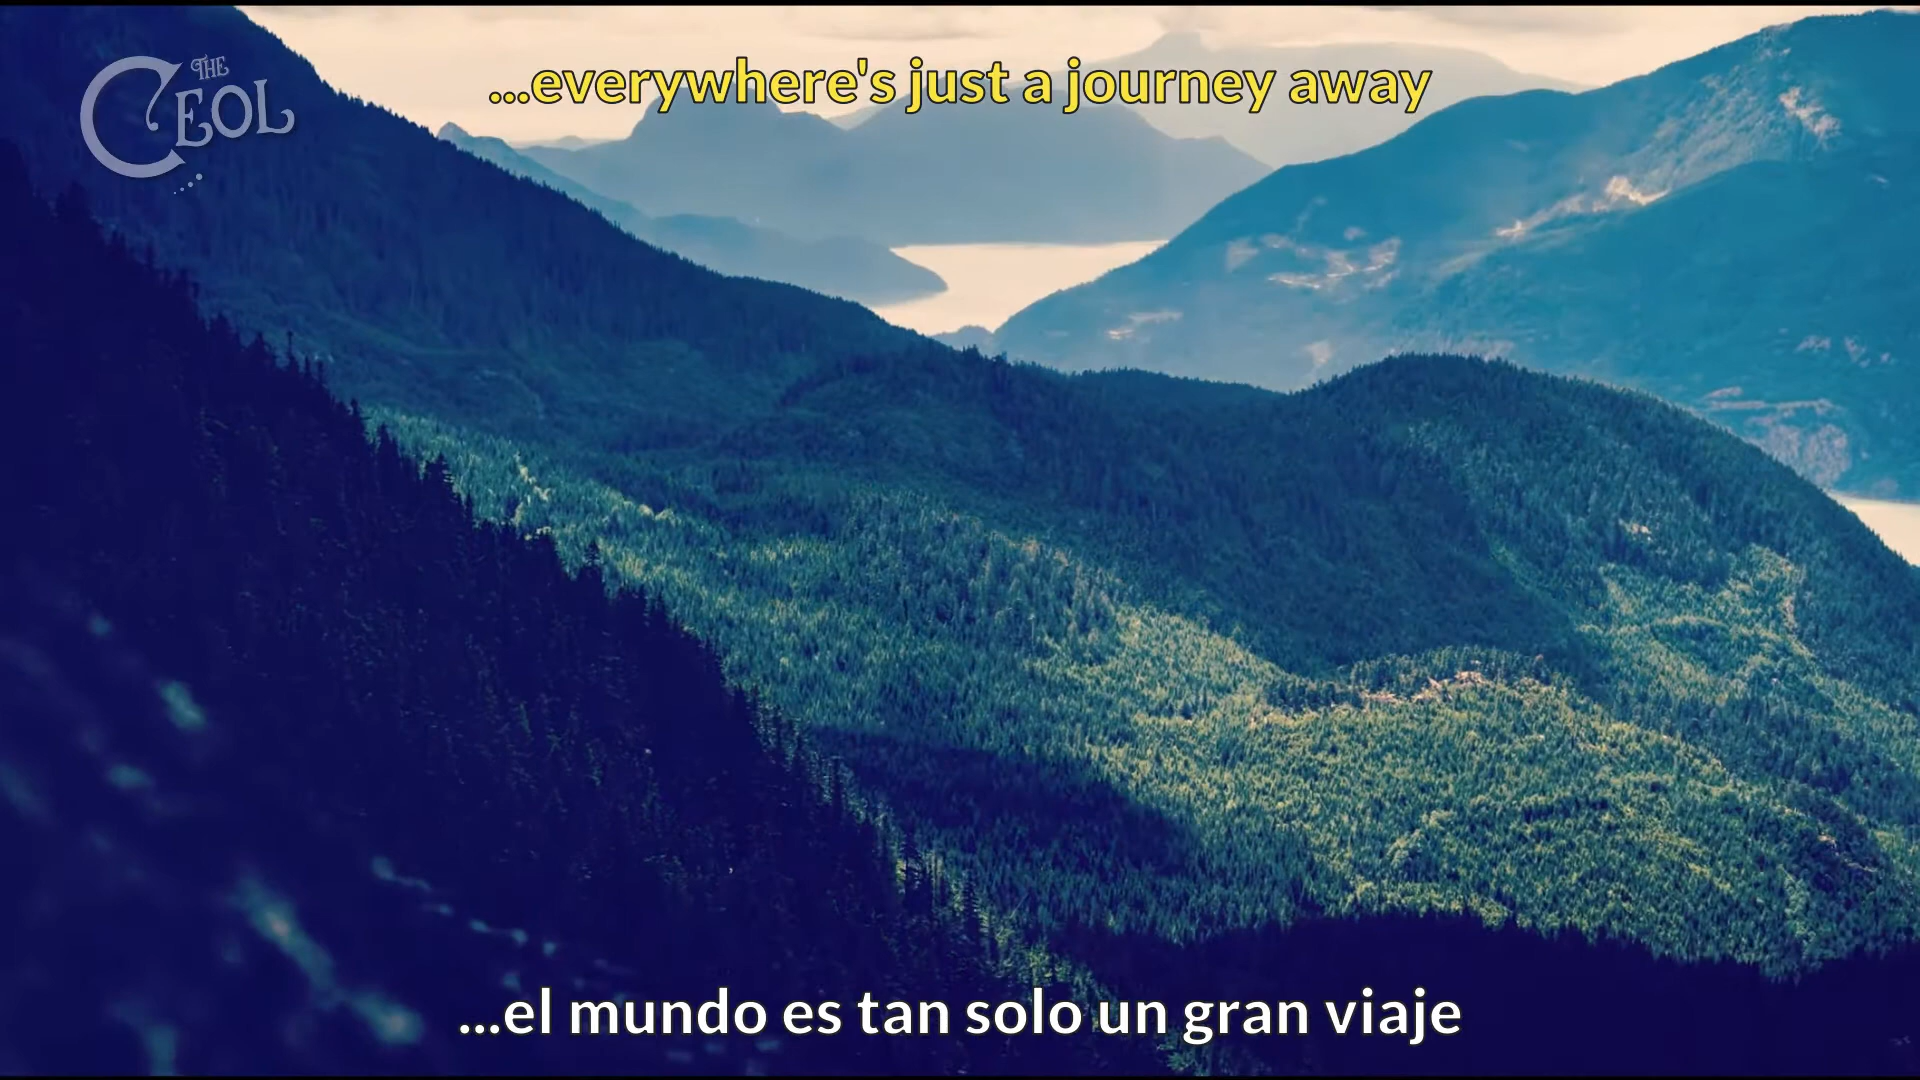 THE
CEOL
...everywhere's just a journey away
...el mundo es tan solo un gran viaje